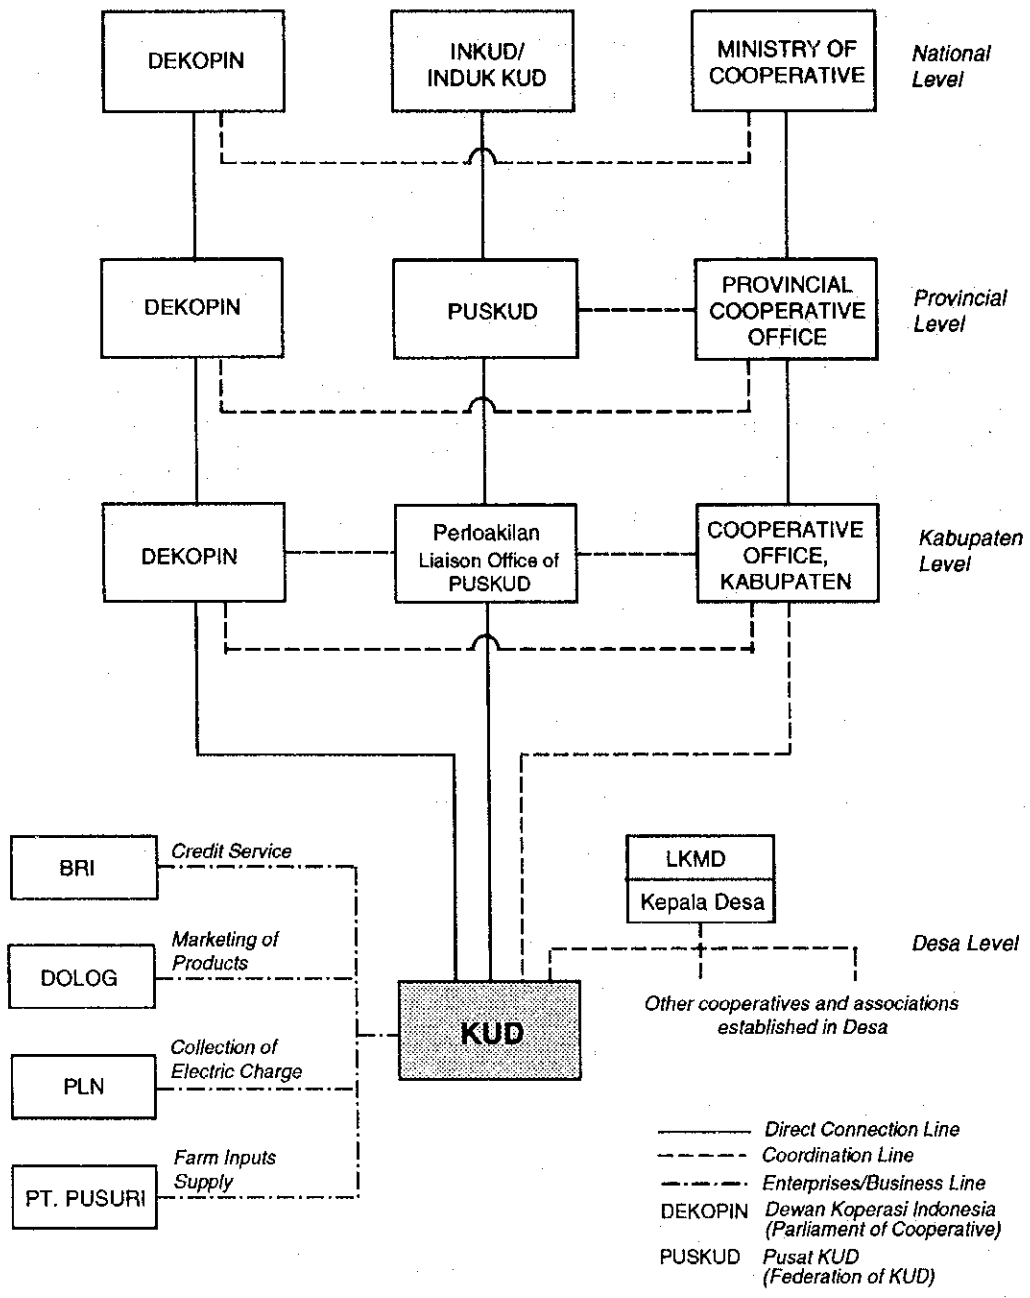 DEKOPIN
INKUD/
INDUK KUD
MINISTRY OF
COOPERATIVE
National
Level
DEKOPIN
PUSKUD
PROVINCIAL
COOPERATIVE
OFFICE
Provincial
Level
DEKOPIN
Perloakilan
Liaison Office of
PUSKUD
COOPERATIVE
OFFICE,
KABUPATEN
Kabupaten
Level
BRI
Credit Service
LKMD
Kepala Desa
DOLOG
Marketing of
Products
Desa Level
KUD
Other cooperatives and associations
established in Desa
PLN
Collection of
Electric Charge
PT. PUSURI
Farm Inputs
Supply
Direct Connection Line
Coordination Line
Enterprises/Business Line
DEKOPIN Dewan Koperasi Indonesia
(Parliament of Cooperative)
PUSKUD Pusat KUD
(Federation of KUD)